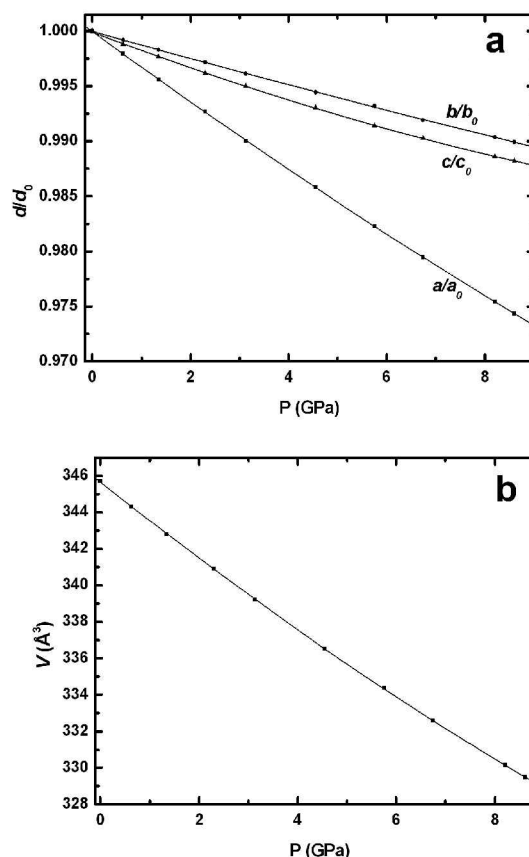 a
1.000
0.995
0.990
0.985
0.980
0.975
0.970
d/d0
b/b0
c/c0
a/a0
0 2 4 6 8
P (GPa)
b
346
344
342
340
338
336
334
332
330
328
V (Å³)
0 2 4 6 8
P (GPa)